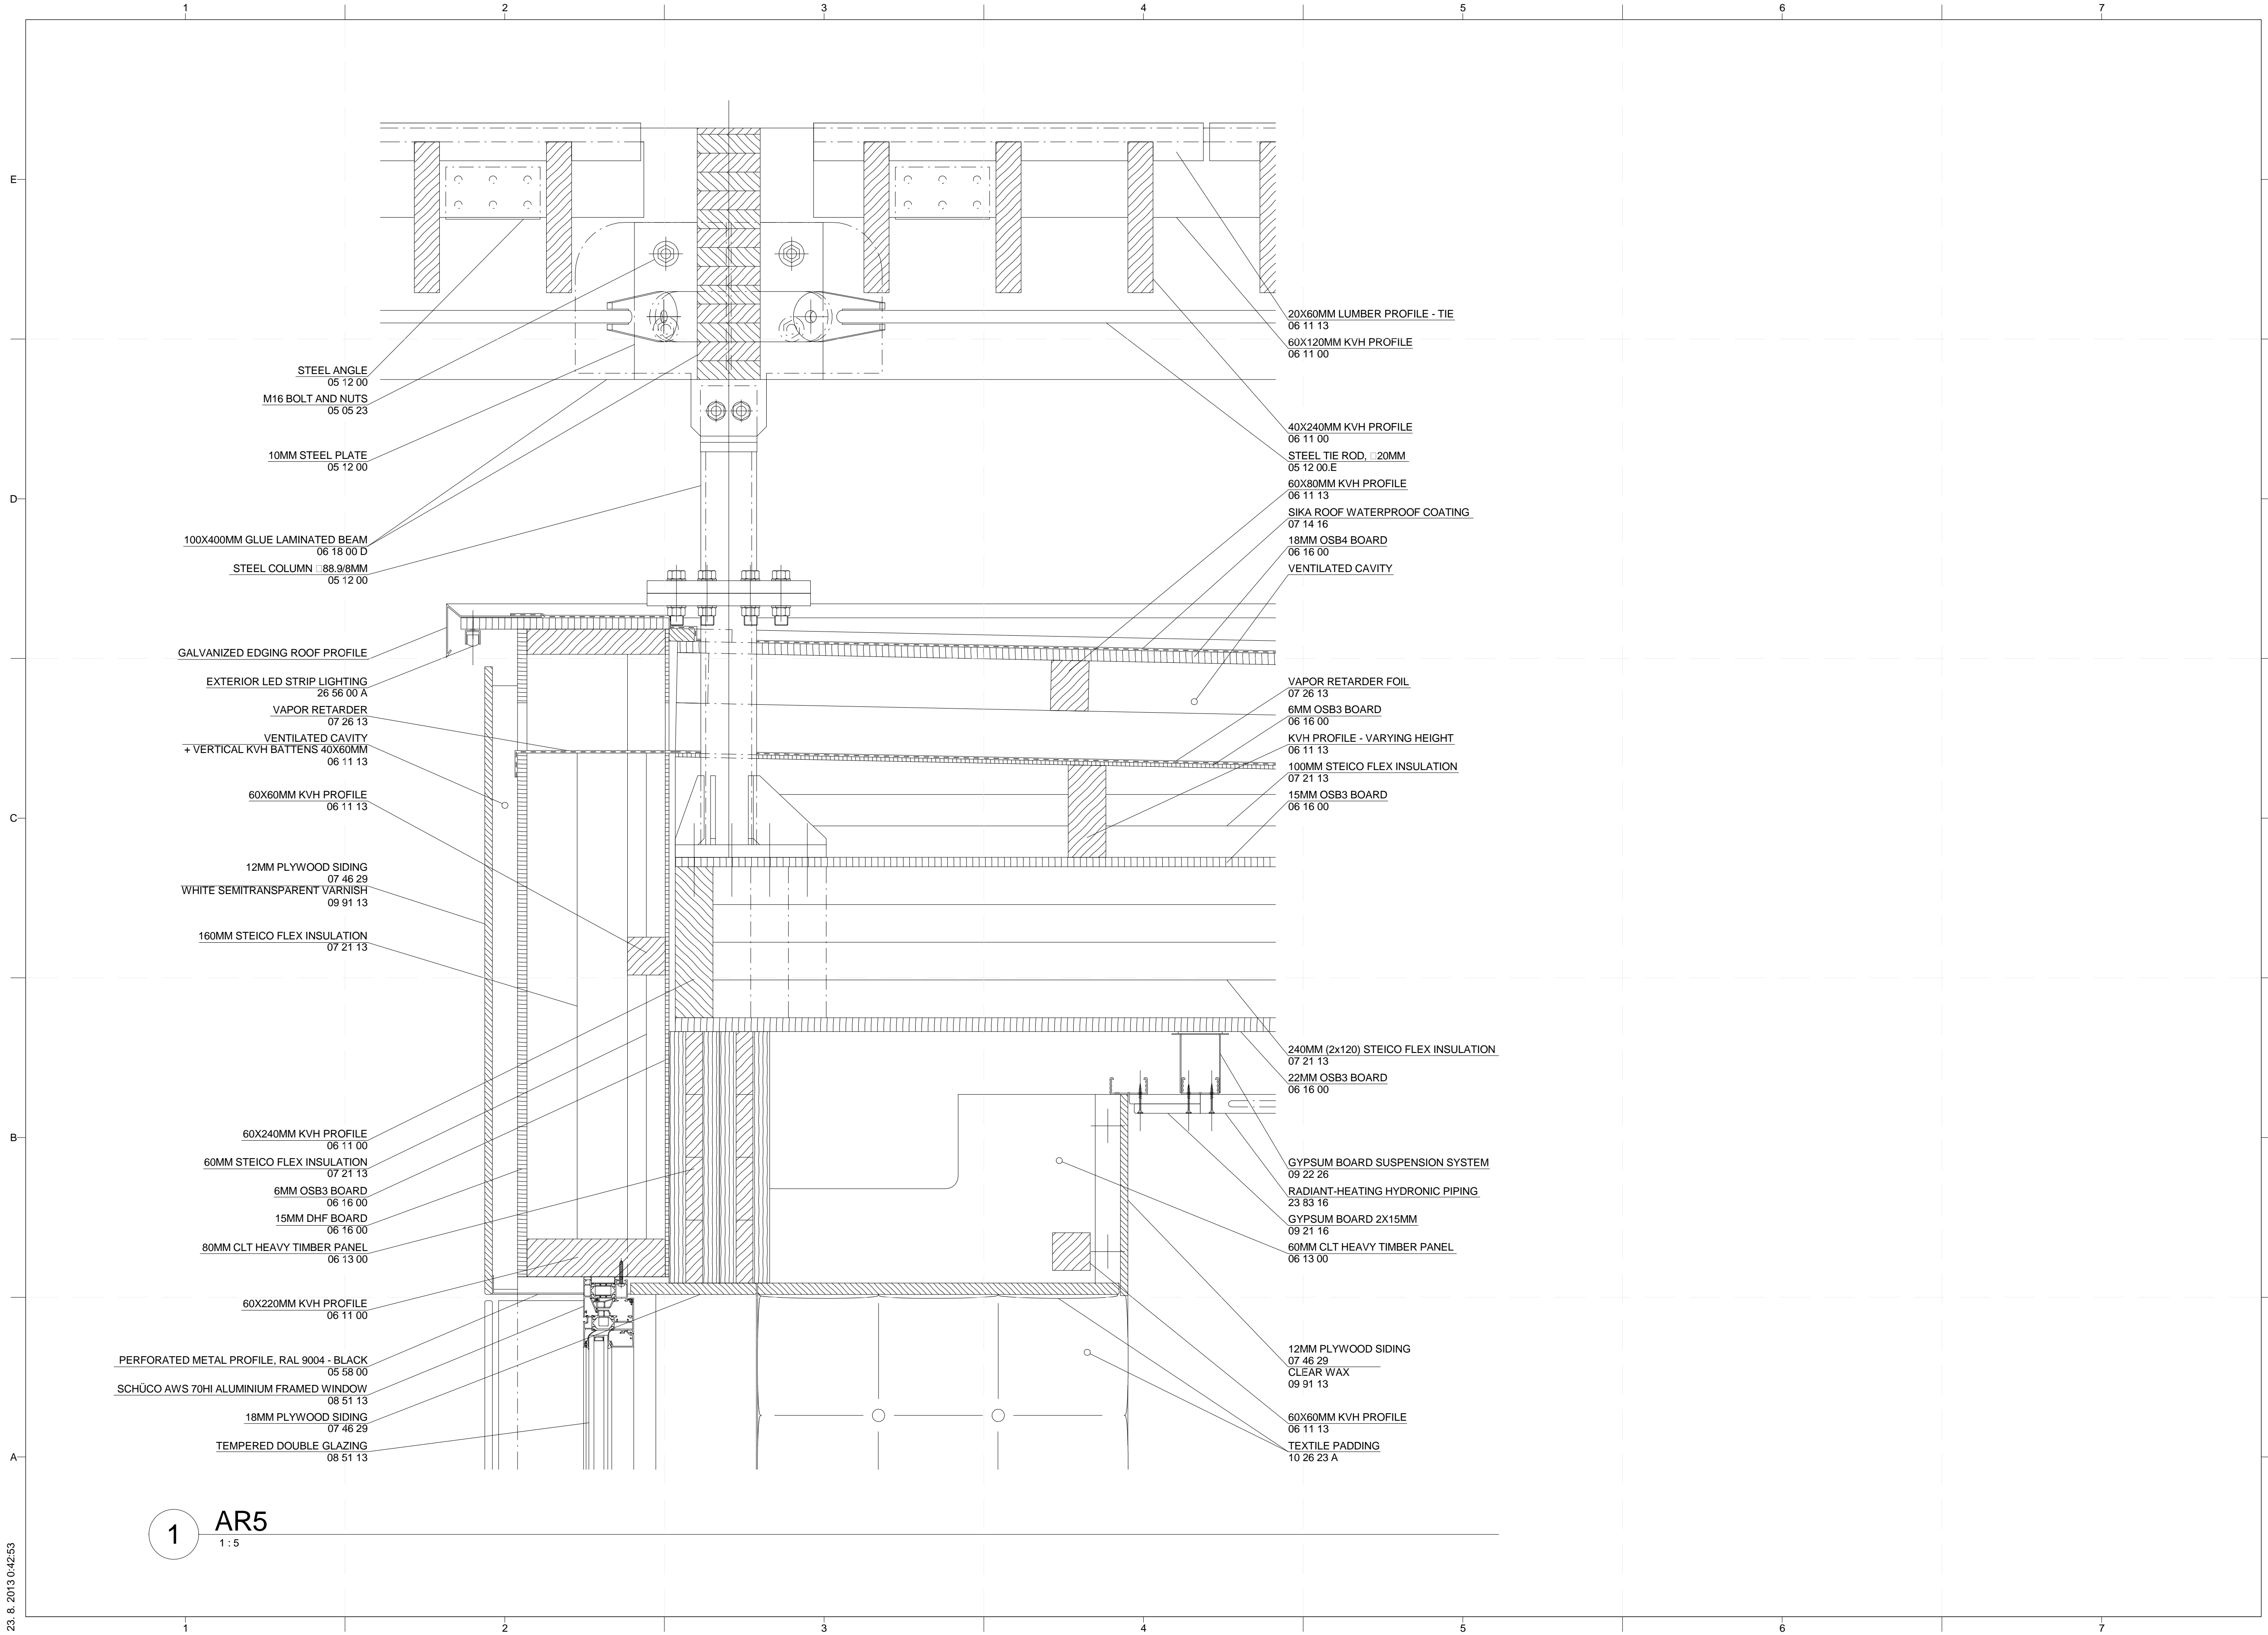 1 2 3 4 5 6 7
E
D
C
B
A
STEEL ANGLE
05 12 00
M16 BOLT AND NUTS
05 05 23
10MM STEEL PLATE
05 12 00
100X400MM GLUE LAMINATED BEAM
06 18 00 D
STEEL COLUMN □88.9/8MM
05 12 00
GALVANIZED EDGING ROOF PROFILE
EXTERIOR LED STRIP LIGHTING
26 56 00 A
VAPOR RETARDER
07 26 13
VENTILATED CAVITY
+ VERTICAL KVH BATTENS 40X60MM
06 11 13
60X60MM KVH PROFILE
06 11 13
12MM PLYWOOD SIDING
07 46 29
WHITE SEMITRANSPARENT VARNISH
09 91 13
160MM STEICO FLEX INSULATION
07 21 13
60X240MM KVH PROFILE
06 11 00
60MM STEICO FLEX INSULATION
07 21 13
6MM OSB3 BOARD
06 16 00
15MM DHF BOARD
06 16 00
80MM CLT HEAVY TIMBER PANEL
06 13 00
60X220MM KVH PROFILE
06 11 00
PERFORATED METAL PROFILE, RAL 9004 - BLACK
05 58 00
SCHÜCO AWS 70HI ALUMINIUM FRAMED WINDOW
08 51 13
18MM PLYWOOD SIDING
07 46 29
TEMPERED DOUBLE GLAZING
08 51 13
20X60MM LUMBER PROFILE - TIE
06 11 13
60X120MM KVH PROFILE
06 11 00
40X240MM KVH PROFILE
06 11 00
STEEL TIE ROD, □20MM
05 12 00.E
60X80MM KVH PROFILE
06 11 13
SIKA ROOF WATERPROOF COATING
07 14 16
18MM OSB4 BOARD
06 16 00
VENTILATED CAVITY
VAPOR RETARDER FOIL
07 26 13
6MM OSB3 BOARD
06 16 00
KVH PROFILE - VARYING HEIGHT
06 11 13
100MM STEICO FLEX INSULATION
07 21 13
15MM OSB3 BOARD
06 16 00
240MM (2x120) STEICO FLEX INSULATION
07 21 13
22MM OSB3 BOARD
06 16 00
GYPSUM BOARD SUSPENSION SYSTEM
09 22 26
RADIANT-HEATING HYDRONIC PIPING
23 83 16
GYPSUM BOARD 2X15MM
09 21 16
60MM CLT HEAVY TIMBER PANEL
06 13 00
12MM PLYWOOD SIDING
07 46 29
CLEAR WAX
09 91 13
60X60MM KVH PROFILE
06 11 13
TEXTILE PADDING
10 26 23 A
1 AR5
1 : 5
23. 8. 2013 0:42:53
1 2 3 4 5 6 7